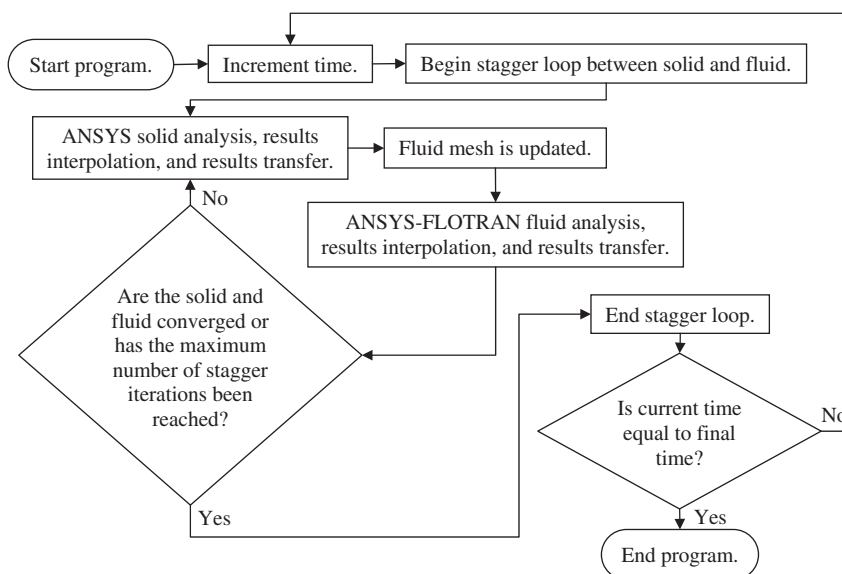 Start program.
Increment time.
Begin stagger loop between solid and fluid.
ANSYS solid analysis, results
interpolation, and results transfer.
Fluid mesh is updated.
No
ANSYS-FLOTRAN fluid analysis,
results interpolation, and results transfer.
Are the solid and
fluid converged or
has the maximum
number of stagger
iterations been
reached?
End stagger loop.
Is current time
equal to final
time?
No
Yes
Yes
End program.